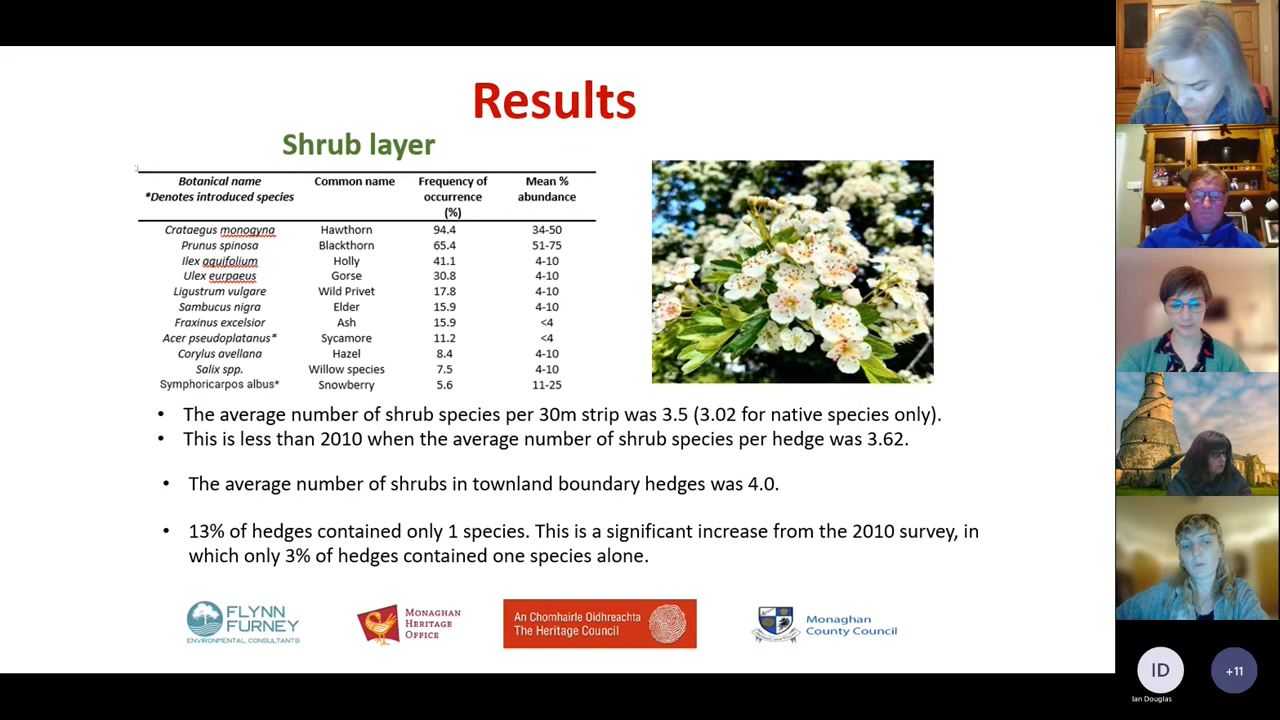 Results
Shrub layer
Botanical name Common name Frequency of Mean %
*Denotes introduced species occurrence abundance
(%)
Crataegus monogyna Hawthorn 94.4 34-50
Prunus spinosa Blackthorn 65.4 51-75
Ilex aquifolium Holly 41.1 4-10
Ulex eurpaeus Gorse 30.8 4-10
Ligustrum vulgare Wild Privet 17.8 4-10
Sambucus nigra Elder 15.9 4-10
Fraxinus excelsior Ash 15.9 <4
Acer pseudoplatanus* Sycamore 11.2 <4
Corylus avellana Hazel 8.4 4-10
Salix spp. Willow species 7.5 4-10
Symphoricarpos albus* Snowberry 5.6 11-25
• The average number of shrub species per 30m strip was 3.5 (3.02 for native species only).
• This is less than 2010 when the average number of shrub species per hedge was 3.62.
• The average number of shrubs in townland boundary hedges was 4.0.
• 13% of hedges contained only 1 species. This is a significant increase from the 2010 survey, in
which only 3% of hedges contained one species alone.
FLYNN
FURNEY
ENVIRONMENTAL CONSULTANTS
MONAGHAN
HERITAGE
OFFICE
An Chomhairle Oidhreachta
The Heritage Council
Monaghan
County Council
ID
Ian Douglas
+11